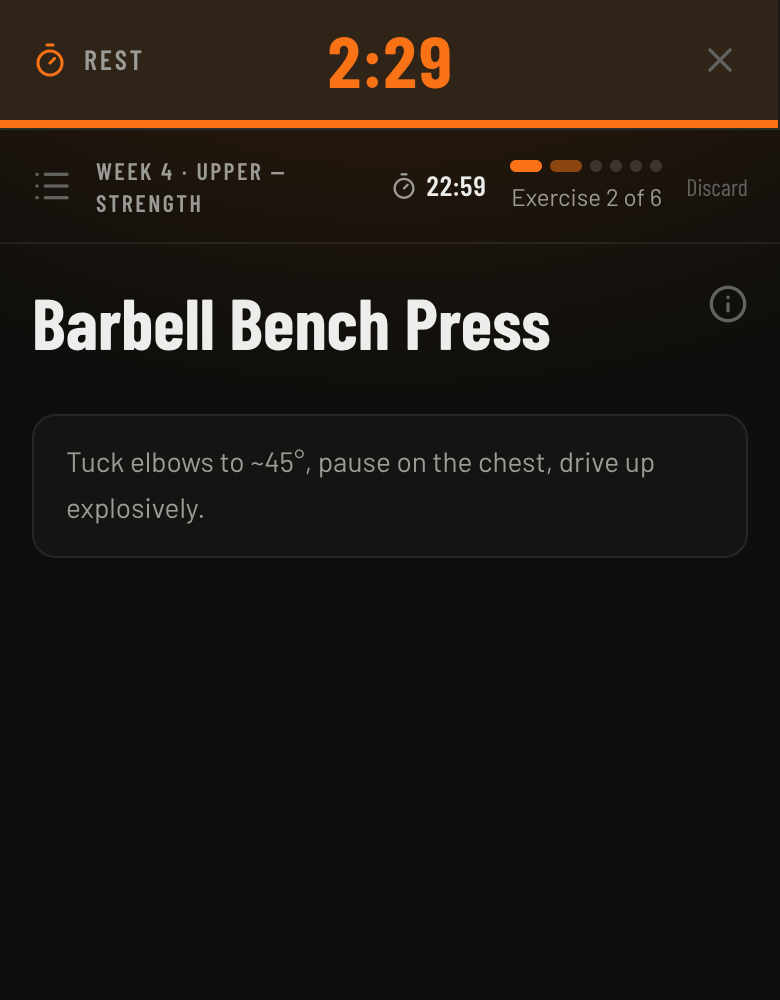 REST
2:29
WEEK 4 · UPPER —
STRENGTH
22:59
Exercise 2 of 6
Discard
Barbell Bench Press
Tuck elbows to ~45°, pause on the chest, drive up
explosively.